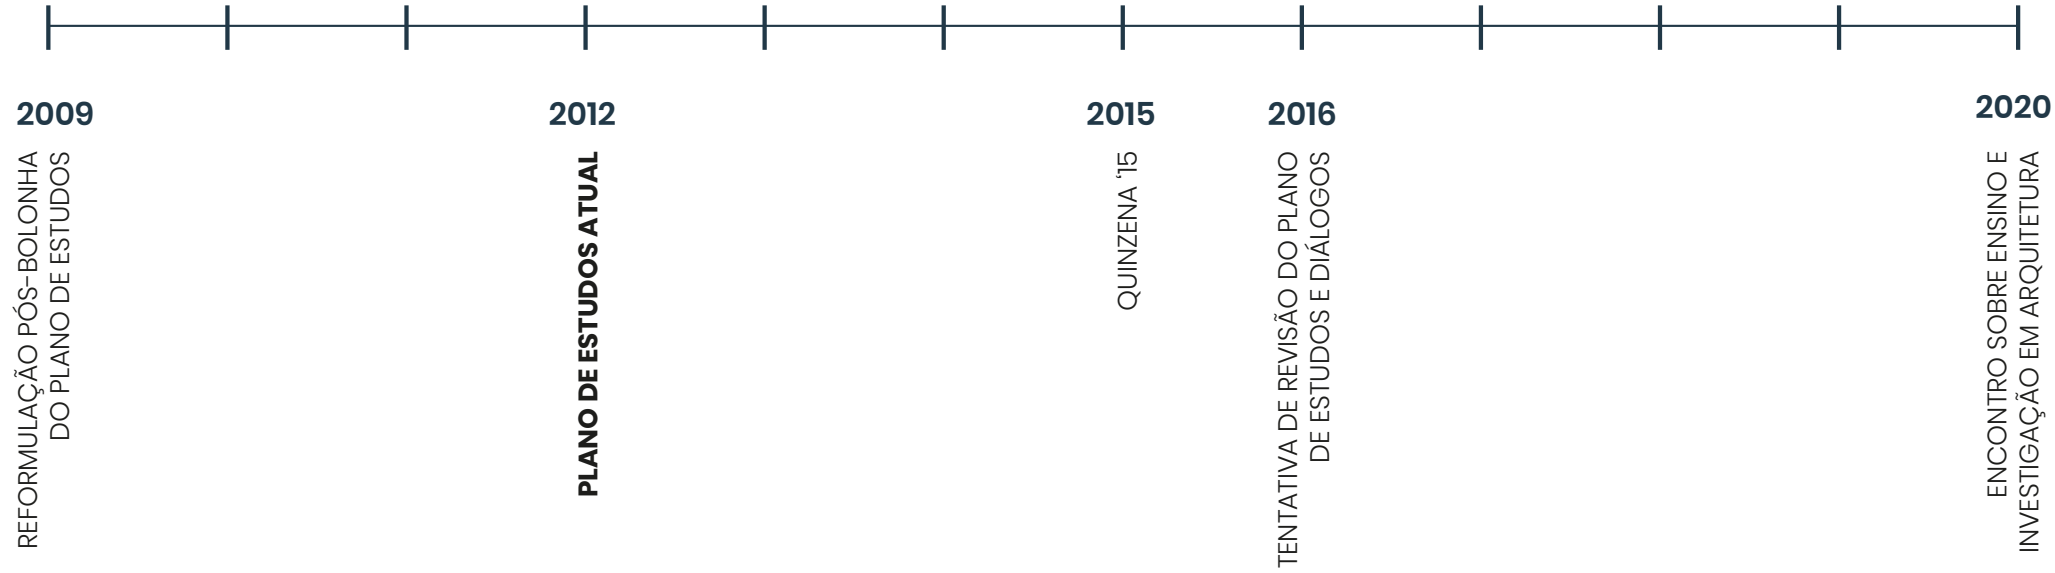 2009
REFORMULAÇÃO PÓS-BOLONHA
DO PLANO DE ESTUDOS
2012
PLANO DE ESTUDOS ATUAL
2015
QUINZENA ‘15
2016
TENTATIVA DE REVISÃO DO PLANO
DE ESTUDOS E DIÁLOGOS
2020
ENCONTRO SOBRE ENSINO E
INVESTIGAÇÃO EM ARQUITETURA